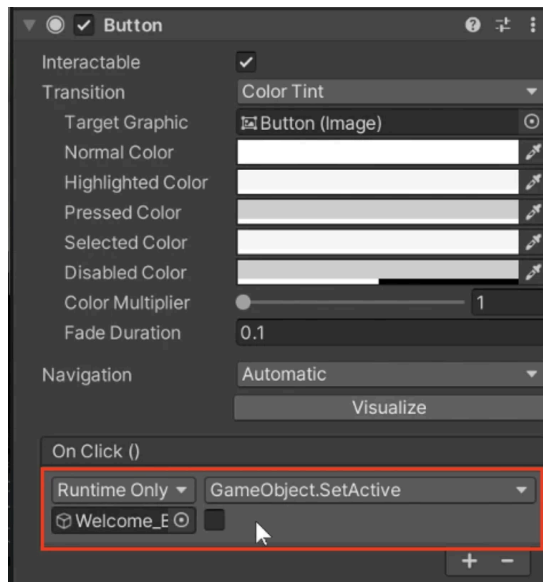 Button
Interactable
Transition Color Tint
Target Graphic Button (Image)
Normal Color
Highlighted Color
Pressed Color
Selected Color
Disabled Color
Color Multiplier 1
Fade Duration 0.1
Navigation Automatic
Visualize
On Click ()
Runtime Only GameObject.SetActive
Welcome_E